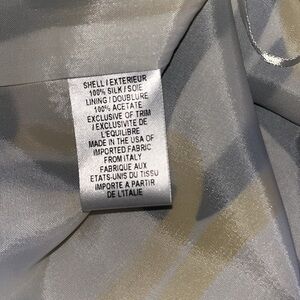 SHELL / EXTERIEUR
100% SILK / SOIE
LINING / DOUBLURE
100% ACETATE
EXCLUSIVE OF TRIM
/ EXCLUSIVITE DE
L'EQUILIBRE
MADE IN THE USA OF
IMPORTED FABRIC
FROM ITALY
FABRIQUE AUX
ETATS-UNIS DU TISSU
IMPORTE A PARTIR
DE L'ITALIE